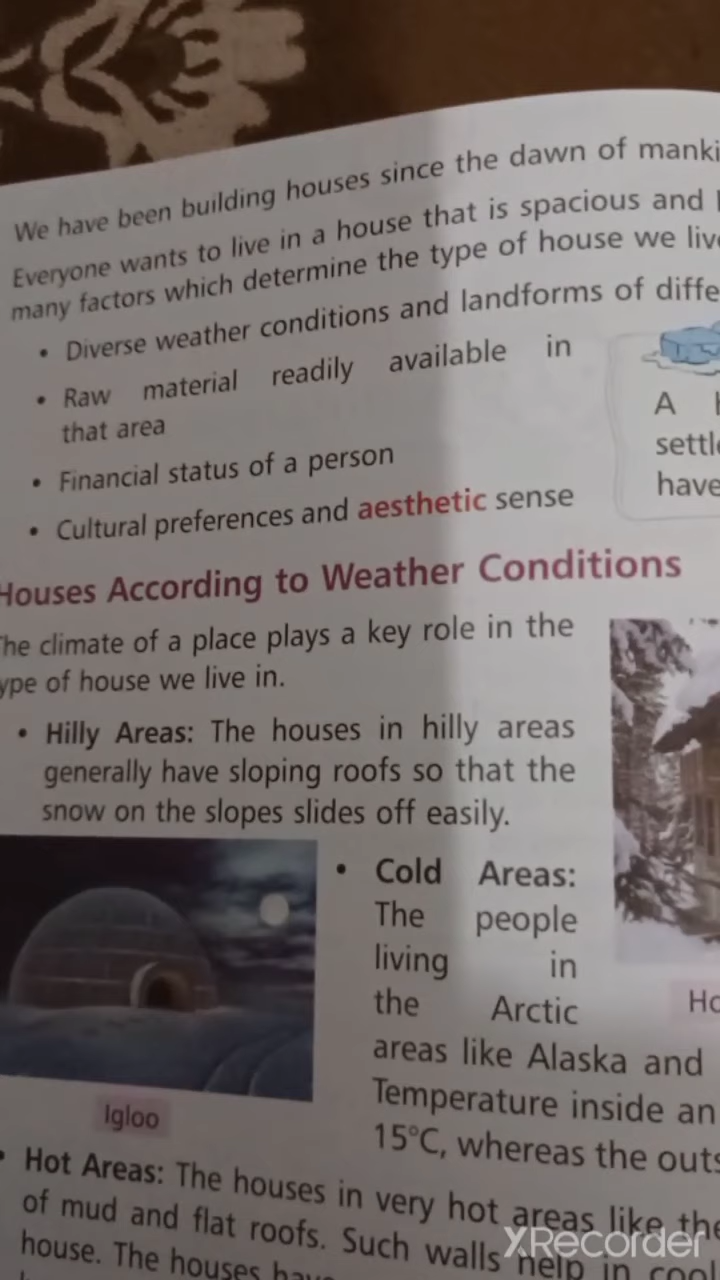 We have been building houses since the dawn of manki
Everyone wants to live in a house that is spacious and
many factors which determine the type of house we live
• Diverse weather conditions and landforms of diffe
• Raw material readily available in
that area
• Financial status of a person
• Cultural preferences and aesthetic sense
A
settle
have
Houses According to Weather Conditions
The climate of a place plays a key role in the
ype of house we live in.
• Hilly Areas: The houses in hilly areas
generally have sloping roofs so that the
snow on the slopes slides off easily.
Ho
• Cold Areas:
The people
living in
the Arctic
areas like Alaska and
Temperature inside an
15°C, whereas the outs
Igloo
• Hot Areas: The houses in very hot areas like the
of mud and flat roofs. Such walls help in cool
house. The houses hav
XRecorder